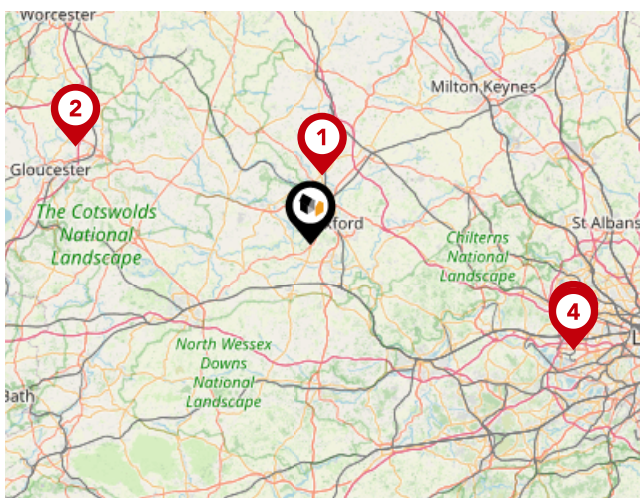 Worcester
Milton Keynes
2
1
Gloucester
The Cotswolds
National
Landscape
xford
St Albans
Chilterns
National
Landscape
4
L
North Wessex
Downs
National
Landscape
Bath